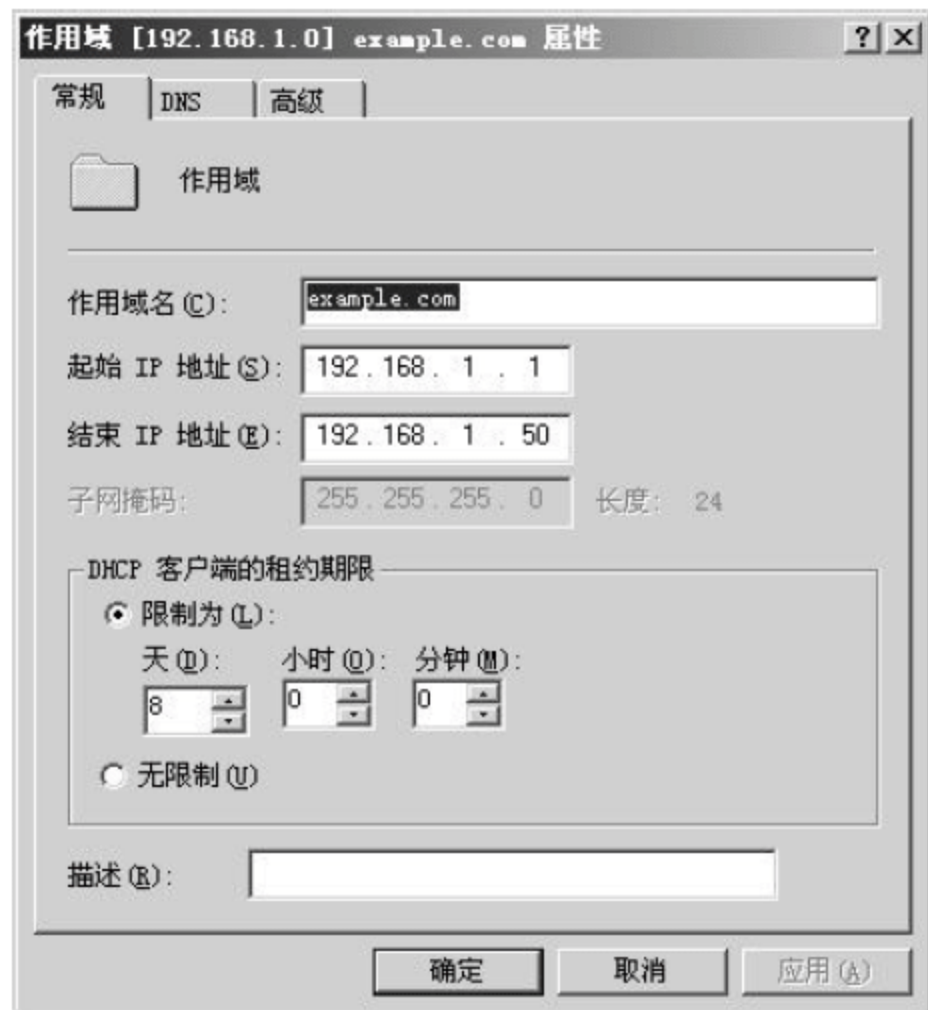 作用域 [192.168.1.0] example.com 属性
常规 DNS 高级
作用域
作用域名(C): example.com
起始 IP 地址(S): 192.168. 1 . 1
结束 IP 地址(E): 192.168. 1 . 50
子网掩码: 255.255.255. 0 长度: 24
DHCP 客户端的租约期限
限制为(L):
天(D): 小时(O): 分钟(M):
8 0 0
无限制(U)
描述(R):
确定 取消 应用(A)